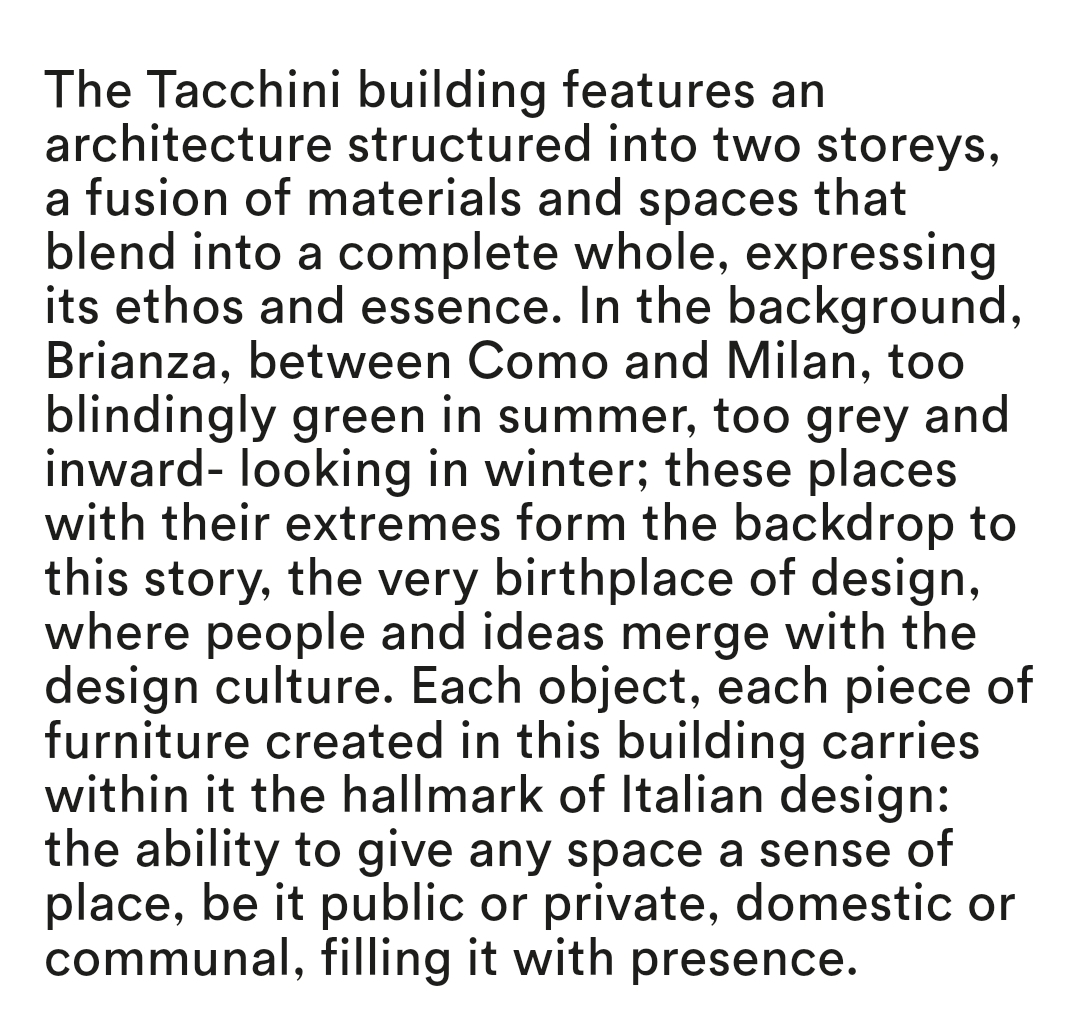 The Tacchini building features an
architecture structured into two storeys,
a fusion of materials and spaces that
blend into a complete whole, expressing
its ethos and essence. In the background,
Brianza, between Como and Milan, too
blindingly green in summer, too grey and
inward- looking in winter; these places
with their extremes form the backdrop to
this story, the very birthplace of design,
where people and ideas merge with the
design culture. Each object, each piece of
furniture created in this building carries
within it the hallmark of Italian design:
the ability to give any space a sense of
place, be it public or private, domestic or
communal, filling it with presence.